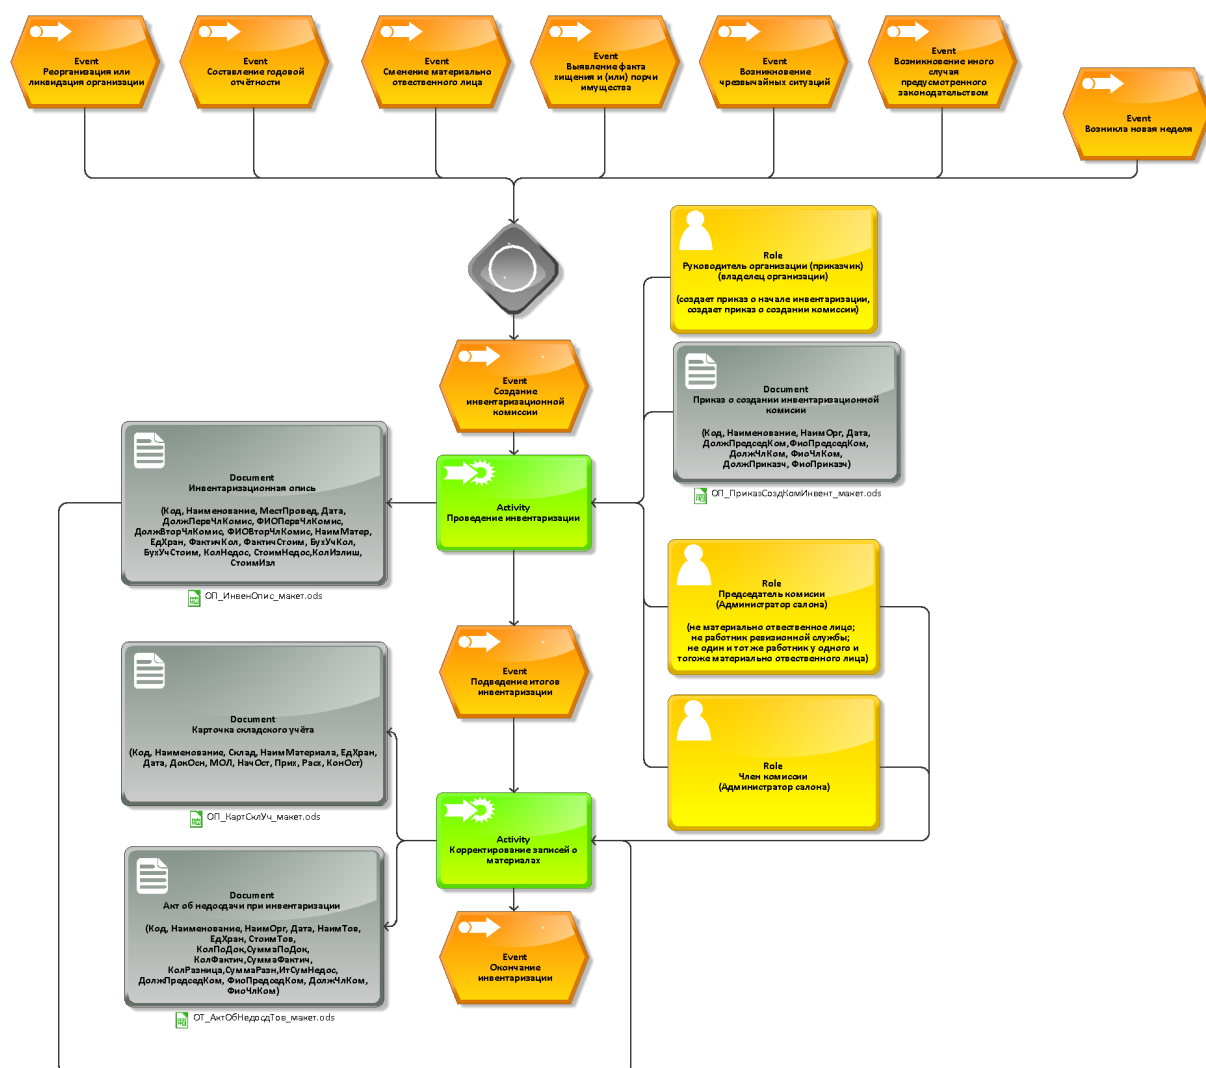 Event
Реорганизация или
ликвидация организации
Event
Составление годовой
отчётности
Event
Сменение материально
отвественого лица
Event
Выявление факта
хищения и (или) порчи
имущества
Event
Возникновение
чрезвычайных ситуаций
Event
Возникновение иного
случая
предусмотренного
законодательством
Event
Возникла новая неделя
Role
Руководитель организации (приказчик)
(владелец организации)
(создает приказ о начале инвентаризации,
создает приказ о создании комиссии)
Event
Создание
инвентаризационной
комиссии
Document
Приказ о создании инвентаризационной
комисии
(Код, Наименование, НаимОрг, Дата,
ДолжПредседКом,ФиоПредседКом,
ДолжЧлКом, ФиоЧлКом,
ДолжПриказч, ФиоПриказч)
ОП_ПриказСоздКомИнвент_макет.ods
Document
Инвентаризационная опись
(Код, Наименование, МестПровед, Дата,
ДолжПервЧлКомис, ФИОПервЧлКомис,
ДолжВторЧлКомис, ФИОВторЧлКомис, НаимМатер,
ЕдХран, ФактичКол, ФактичСтоим, БухУчКол,
БухУчСтоим, КолНедос, СтоимНедос,КолИзлиш,
СтоимИзл
ОП_ИнвенОпис_макет.ods
Activity
Проведение инвентаризации
Role
Председатель комисии
(Администратор салона)
(не материально отвественое лицо;
не работник ревизионной службы;
не один и тот же работник у одного и
тогоже материально отвественного лица)
Event
Подведение итогов
инвентаризации
Document
Карточка складского учёта
(Код, Наименование, Склад, НаимМатериала, ЕдХран,
Дата, ДокОсн, МОЛ, НачОст, Прих, Расх, КонОст)
ОП_КартСклУч_макет.ods
Role
Член комиссии
(Администратор салона)
Activity
Корректирование записей о
материалах
Document
Акт об недосдачи при инвентаризации
(Код, Наименование, НаимОрг, Дата, НаимТов,
ЕдХран, СтоимТов,
КолПоДок,СуммаПоДок,
КолФактич,СуммаФактич,
КолРазница,СуммаРазн,ИтСумНедос,
ДолжПредседКом, ФиоПредседКом, ДолжЧлКом,
ФиоЧлКом)
ОТ_АктОбНедосдТов_макет.ods
Event
Окончание
инвентаризации